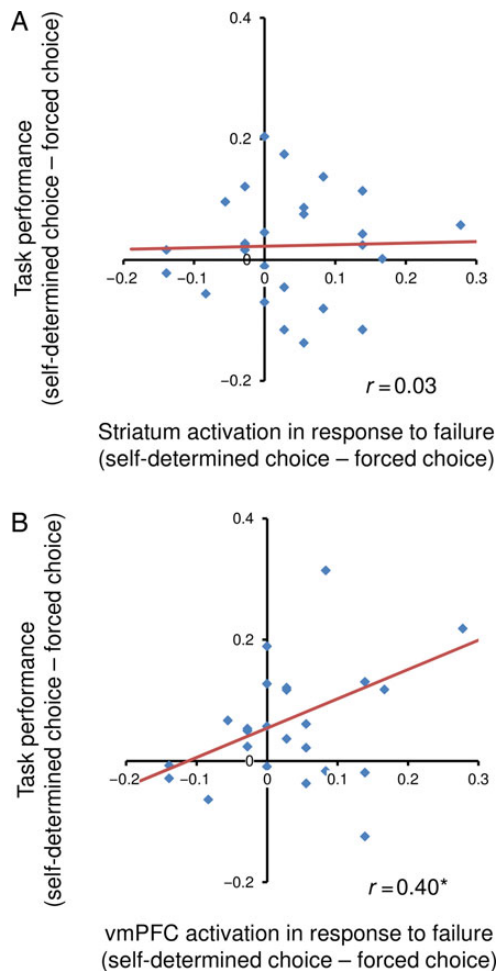 A
Task performance
(self-determined choice – forced choice)
0.4
0.2
0
−0.2
−0.2
−0.1
0
0.1
0.2
0.3
r = 0.03
Striatum activation in response to failure
(self-determined choice – forced choice)
B
Task performance
(self-determined choice – forced choice)
0.4
0.2
0
−0.2
−0.2
−0.1
0
0.1
0.2
0.3
r = 0.40*
vmPFC activation in response to failure
(self-determined choice – forced choice)